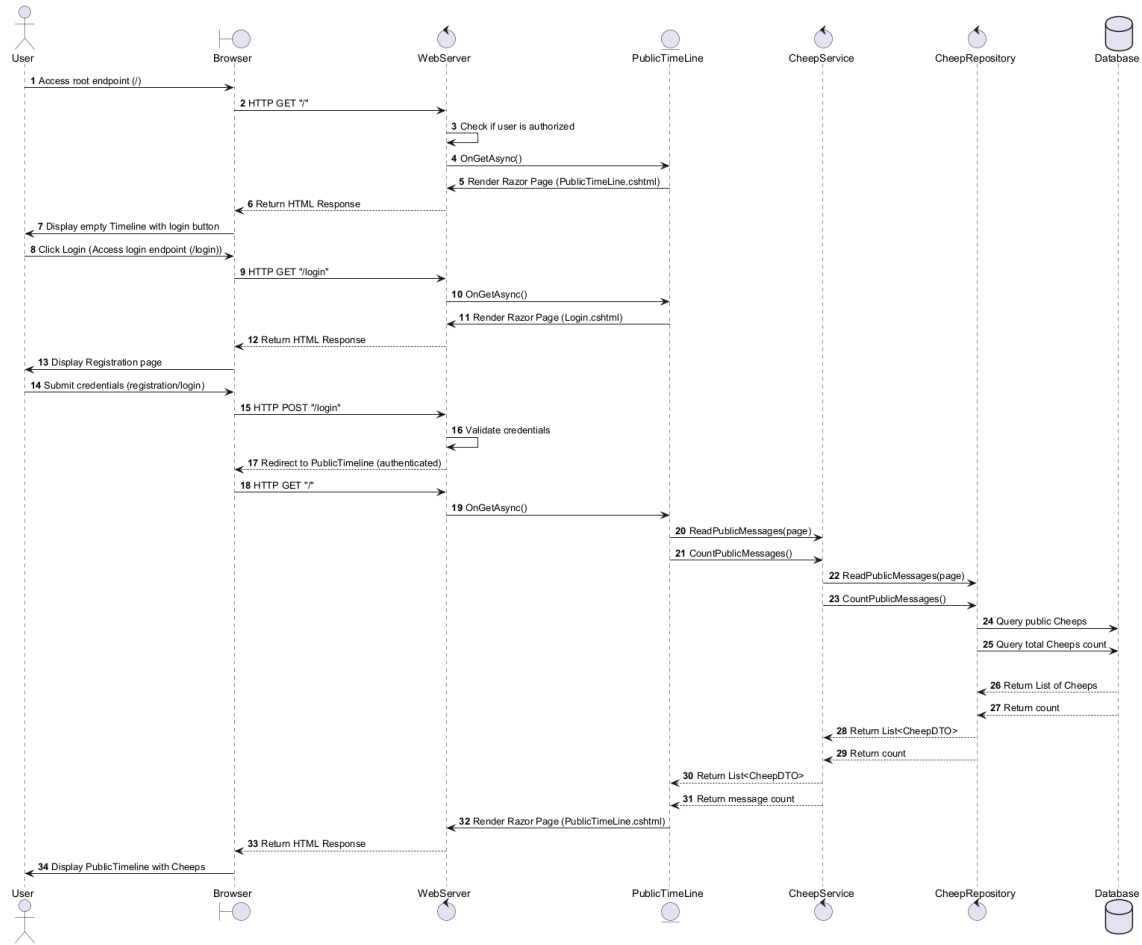 User
Browser
WebServer
PublicTimeLine
CheepService
CheepRepository
Database
1 Access root endpoint (/)
2 HTTP GET "/"
3 Check if user is authorized
4 OnGetAsync()
5 Render Razor Page (PublicTimeLine.cshtml)
6 Return HTML Response
7 Display empty Timeline with login button
8 Click Login (Access login endpoint (/login))
9 HTTP GET "/login"
10 OnGetAsync()
11 Render Razor Page (Login.cshtml)
12 Return HTML Response
13 Display Registration page
14 Submit credentials (registration/login)
15 HTTP POST "/login"
16 Validate credentials
17 Redirect to PublicTimeline (authenticated)
18 HTTP GET "/"
19 OnGetAsync()
20 ReadPublicMessages(page)
21 CountPublicMessages()
22 ReadPublicMessages(page)
23 CountPublicMessages()
24 Query public Cheeps
25 Query total Cheeps count
26 Return List of Cheeps
27 Return count
28 Return List<CheepDTO>
29 Return count
30 Return List<CheepDTO>
31 Return message count
32 Render Razor Page (PublicTimeLine.cshtml)
33 Return HTML Response
34 Display PublicTimeline with Cheeps
User
Browser
WebServer
PublicTimeLine
CheepService
CheepRepository
Database